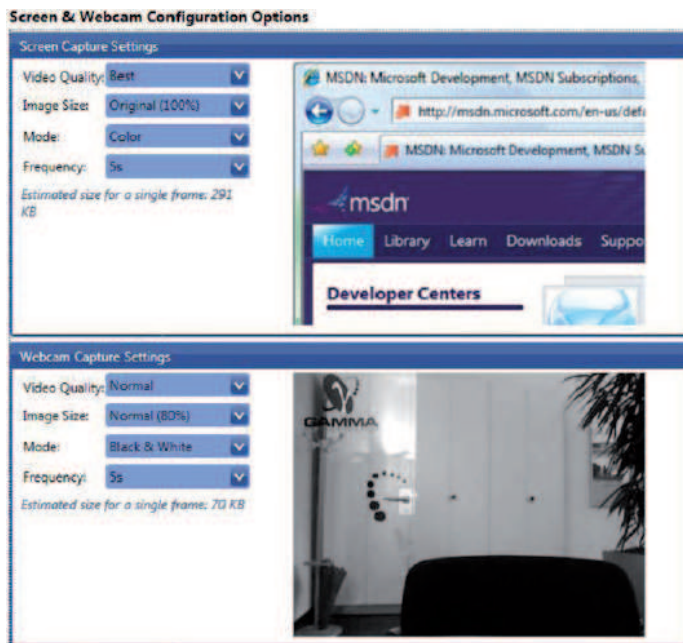 Screen & Webcam Configuration Options
Screen Capture Settings
Video Quality: Best
Image Size: Original (100%)
Mode: Color
Frequency: 5s
Estimated size for a single frame: 291
KB
MSDN: Microsoft Development, MSDN Subscriptions,
http://msdn.microsoft.com/en-us/defa
MSDN: Microsoft Development, MSDN Su
msdn
Home Library Learn Downloads Suppo
Developer Centers
Webcam Capture Settings
Video Quality: Normal
Image Size: Normal (80%)
Mode: Black & White
Frequency: 5s
Estimated size for a single frame: 70 KB
GAMMA